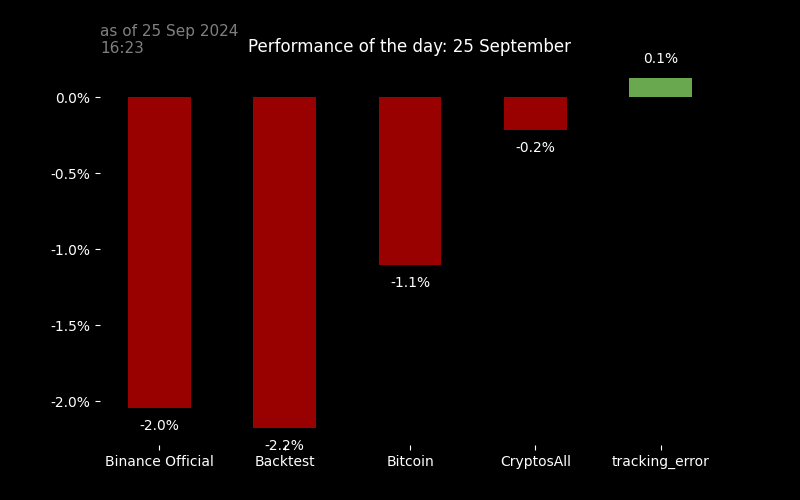 as of 25 Sep 2024
16:23
Performance of the day: 25 September
0.1%
0.0%
-0.2%
-0.5%
-1.0%
-1.1%
-1.5%
-2.0%
-2.0%
-2.2%
Binance Official
Backtest
Bitcoin
CryptosAll
tracking_error